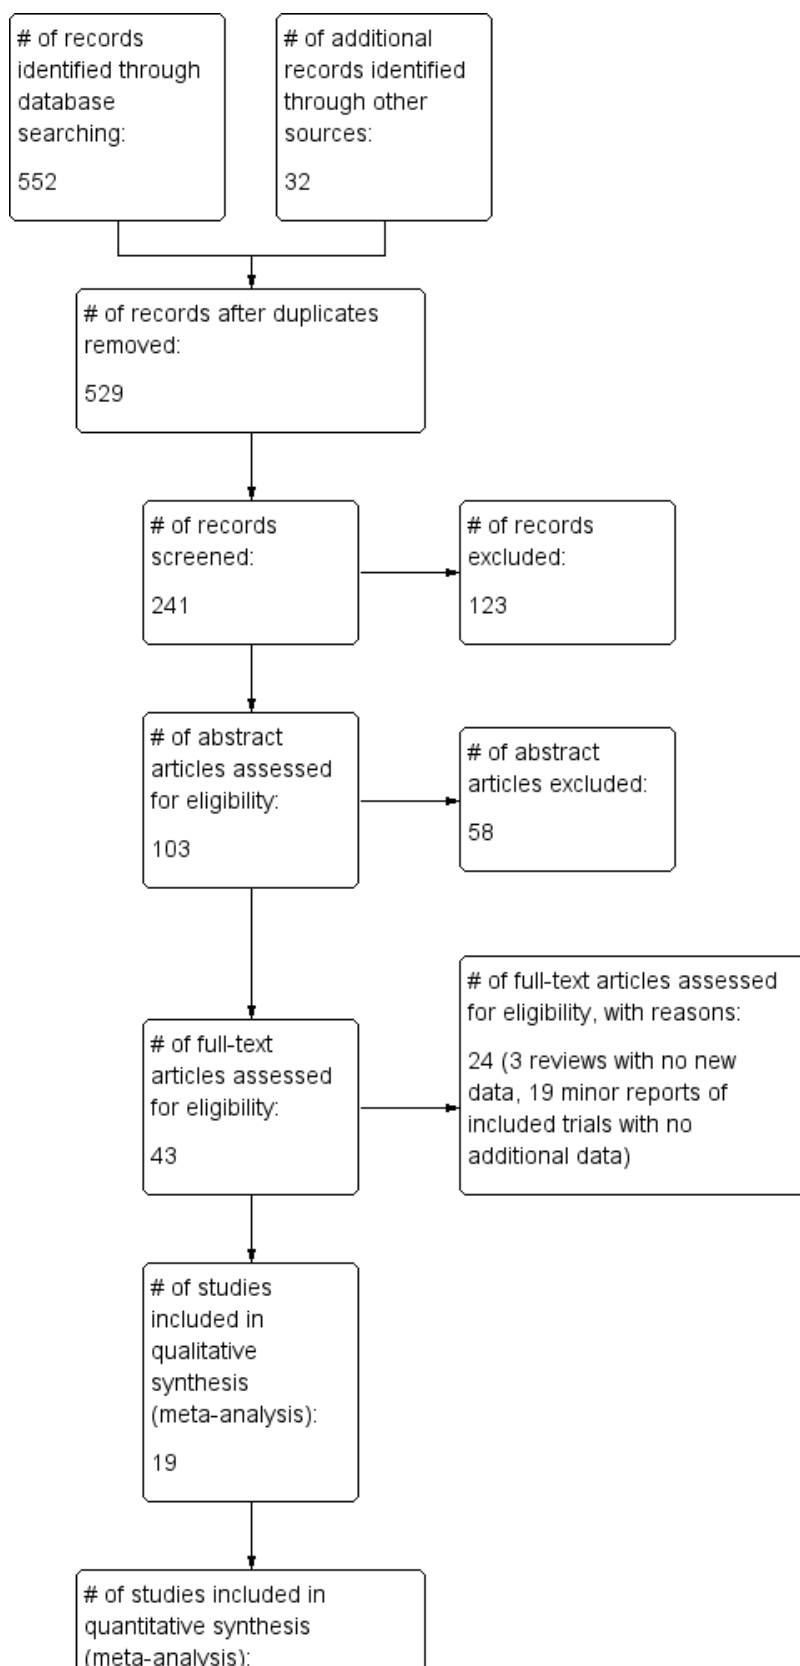 # of records
identified through
database
searching:
552
# of additional
records identified
through other
sources:
32
# of records after duplicates
removed:
529
# of records
screened:
241
# of records
excluded:
123
# of abstract
articles assessed
for eligibility:
103
# of abstract
articles excluded:
58
# of full-text
articles assessed
for eligibility:
43
# of full-text articles assessed
for eligibility, with reasons:
24 (3 reviews with no new
data, 19 minor reports of
included trials with no
additional data)
# of studies
included in
qualitative
synthesis
(meta-analysis):
19
# of studies included in
quantitative synthesis
(meta-analysis):